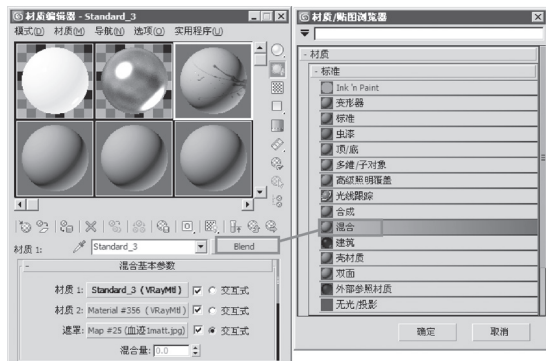 材质编辑器 - Standard_3
模式(D) 材质(M) 导航(N) 选项(O) 实用程序(U)
材质 1:
Standard_3
Blend
混合基本参数
材质 1: Standard_3 (VRayMtl) 交互式
材质 2: Material #356 (VRayMtl) 交互式
遮罩: Map #25 (血迹1matt.jpg) 交互式
混合量: 0.0
材质/贴图浏览器
- 材质
- 标准
Ink 'n Paint
变形器
标准
虫漆
顶/底
多维/子对象
高级照明覆盖
光线跟踪
合成
混合
建筑
壳材质
双面
外部参照材质
无光/投影
确定 取消